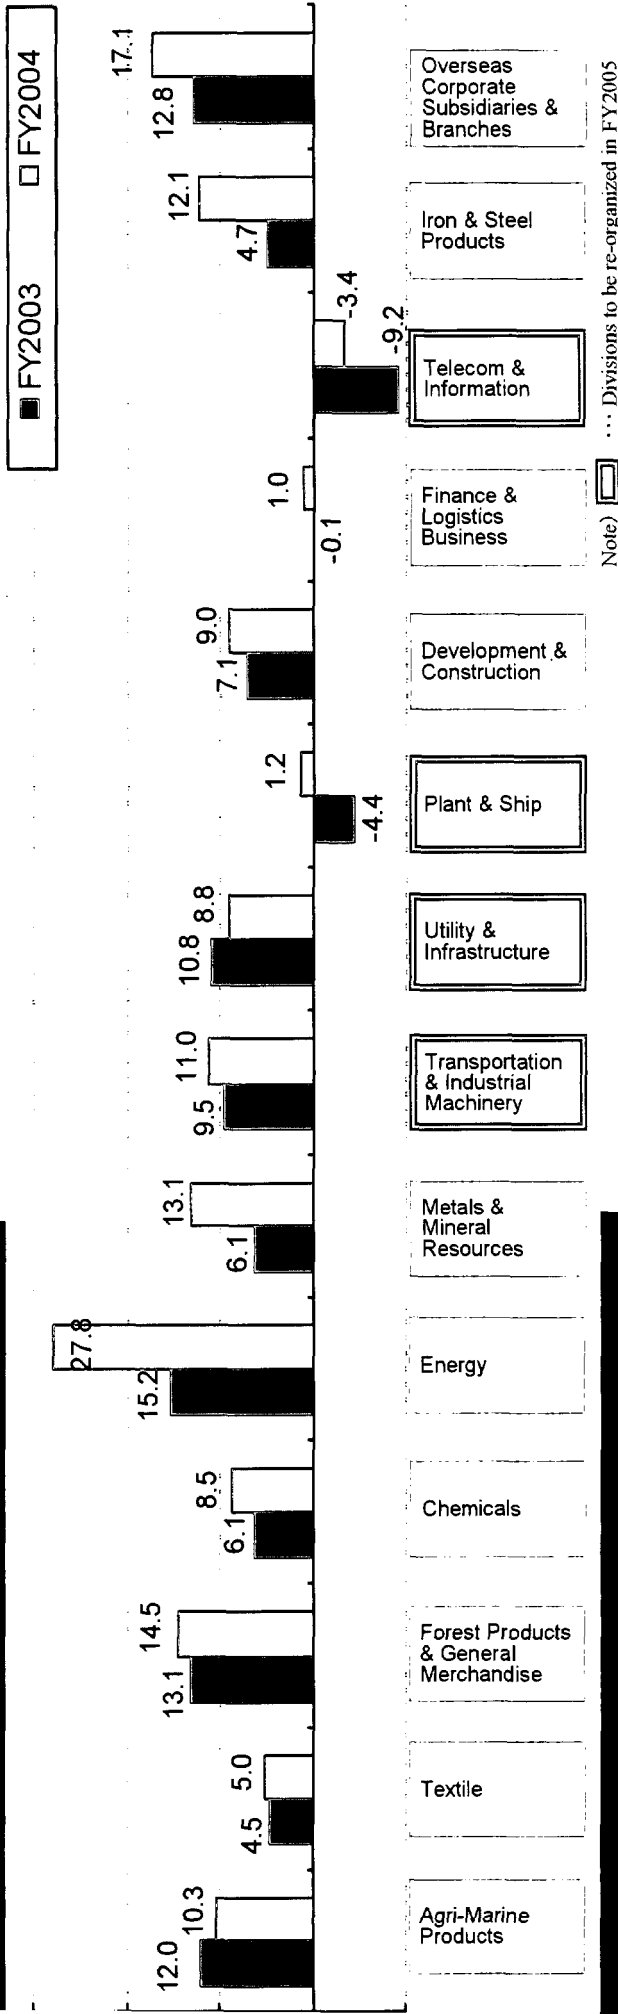 ■ FY2003 □ FY2004
12.0
10.3
4.5
5.0
13.1
14.5
6.1
8.5
15.2
27.8
6.1
13.1
9.5
11.0
10.8
8.8
-4.4
1.2
7.1
9.0
-0.1
1.0
-9.2
-3.4
4.7
12.1
12.8
17.1
Overseas
Corporate
Subsidiaries &
Branches
Iron & Steel
Products
Telecom &
Information
Finance &
Logistics
Business
Development &
Construction
Plant & Ship
Utility &
Infrastructure
Transportation
& Industrial
Machinery
Metals &
Mineral
Resources
Energy
Chemicals
Forest Products
& General
Merchandise
Textile
Agri-Marine
Products
Note) ··· Divisions to be re-organized in FY2005